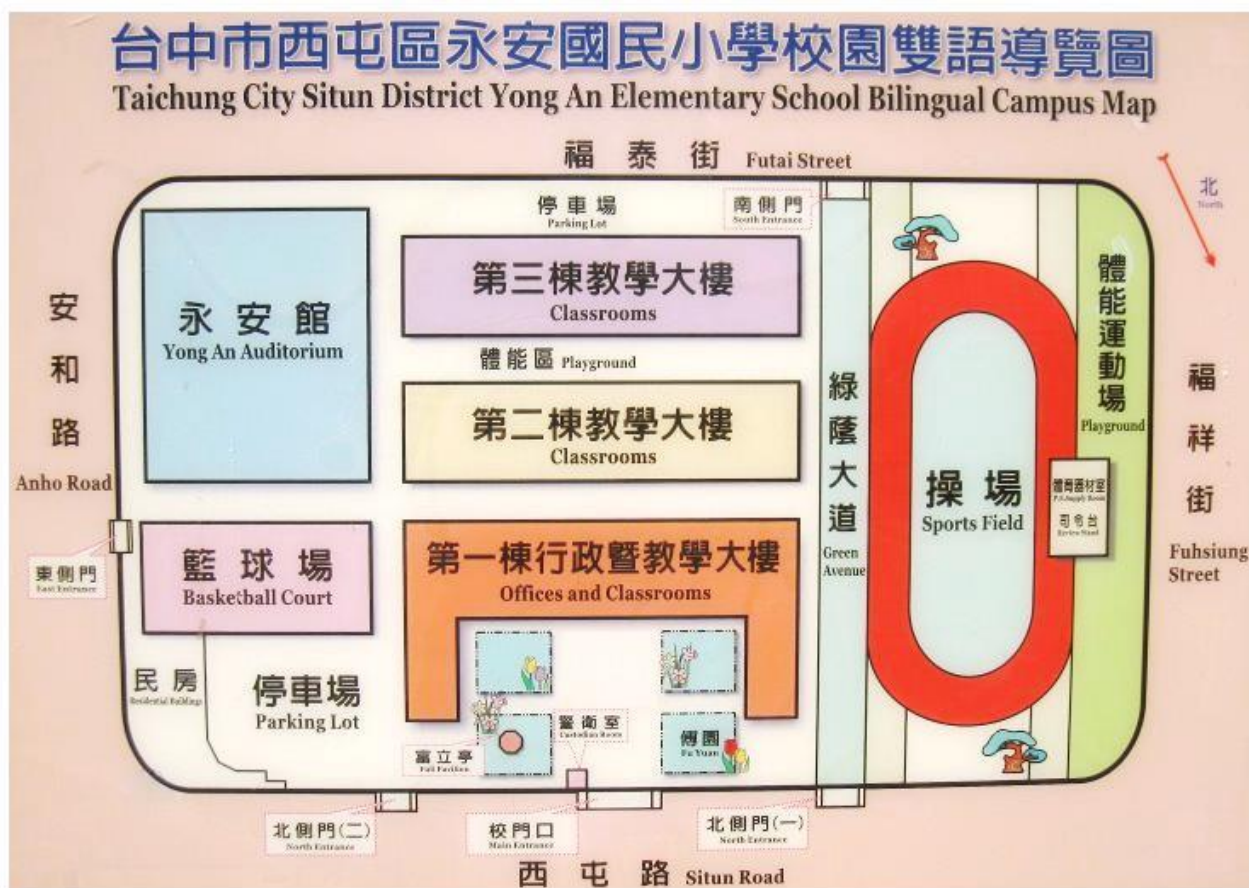 台中市西屯區永安國民小學校園雙語導覽圖
Taichung City Situn District Yong An Elementary School Bilingual Campus Map
福泰街 Futai Street
北
North
停車場
Parking Lot
南側門
South Entrance
第三棟教學大樓
Classrooms
永安館
Yong An Auditorium
體能區 Playground
第二棟教學大樓
Classrooms
安和路
Anho Road
綠蔭大道
Green
Avenue
操場
Sports Field
體能運動場
Playground
體育器材室
P.E.Supply Room
司令台
Review Stand
福祥街
Fuhsiung
Street
東側門
East Entrance
籃球場
Basketball Court
第一棟行政暨教學大樓
Offices and Classrooms
民房
Residential Buildings
停車場
Parking Lot
富立亭
Fuli Pavilion
警衛室
Custodian Room
傅園
Fu Yuan
北側門(二)
North Entrance
校門口
Main Entrance
北側門(一)
North Entrance
西屯路 Situn Road